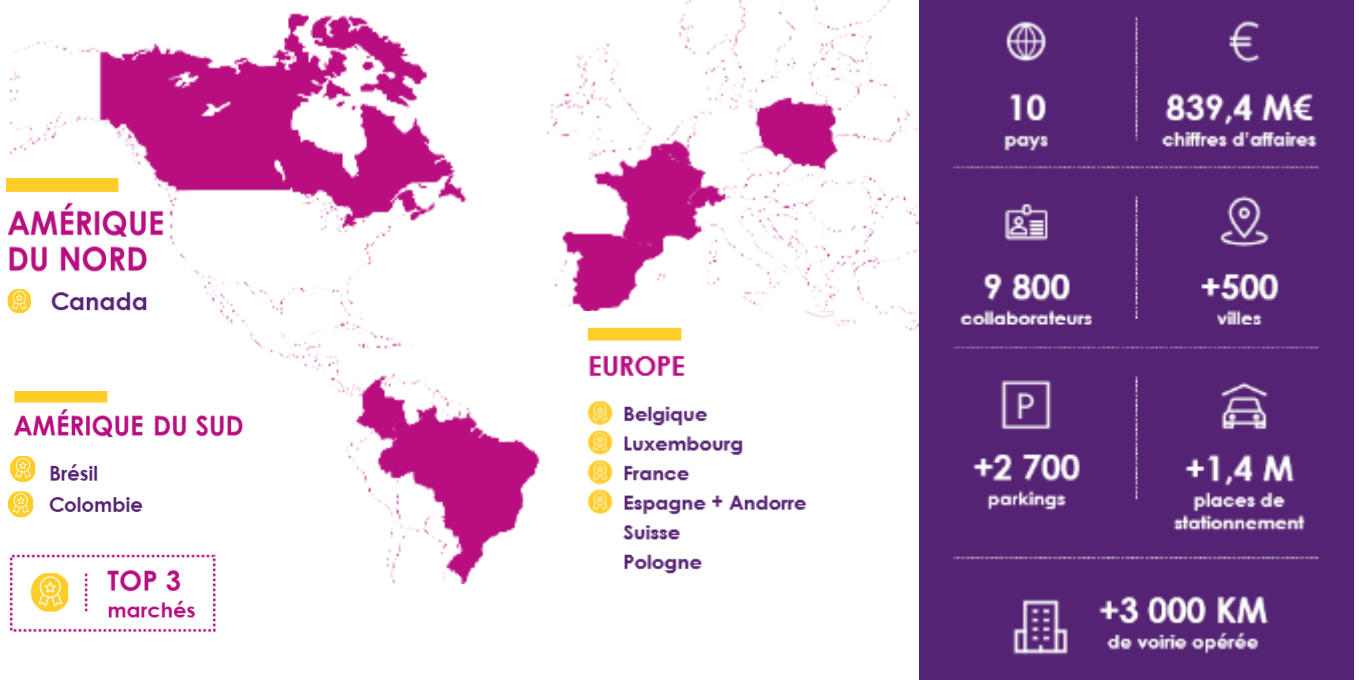 AMÉRIQUE
DU NORD
Canada
AMÉRIQUE DU SUD
Brésil
Colombie
TOP 3
marchés
EUROPE
Belgique
Luxembourg
France
Espagne + Andorre
Suisse
Pologne
10
pays
839,4 M€
chiffres d'affaires
9 800
collaborateurs
+500
villes
P
+2 700
parkings
+1,4 M
places de
stationnement
+3 000 KM
de voirie opérée